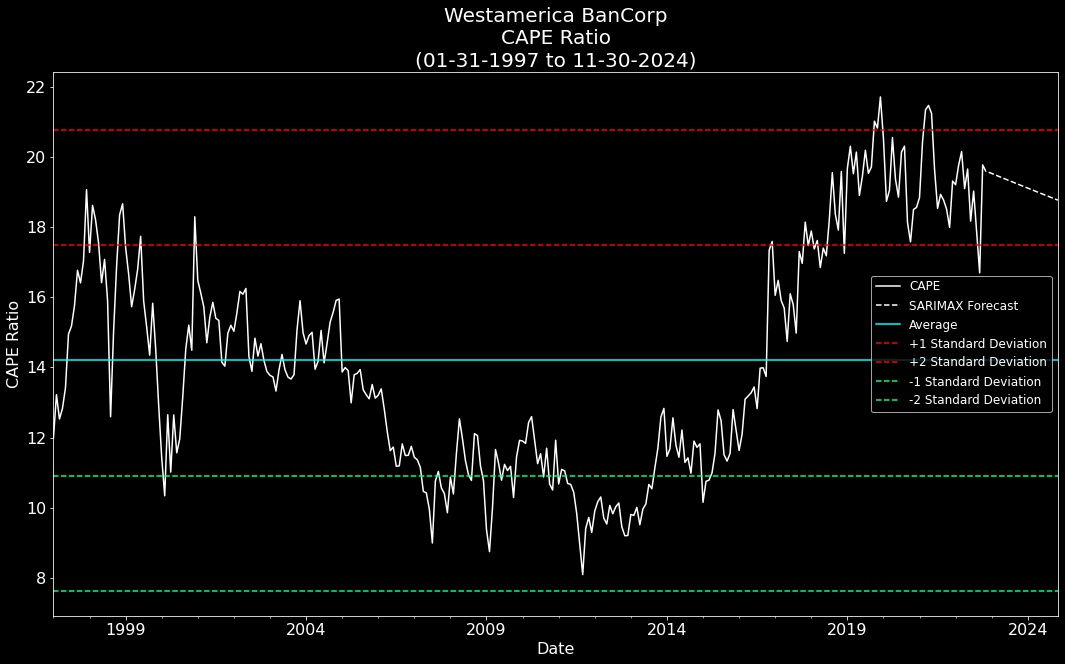 Westamerica BanCorp
CAPE Ratio
(01-31-1997 to 11-30-2024)
CAPE Ratio
22
20
18
16
14
12
10
8
CAPE
SARIMAX Forecast
Average
+1 Standard Deviation
+2 Standard Deviation
-1 Standard Deviation
-2 Standard Deviation
1999
2004
2009
2014
2019
2024
Date